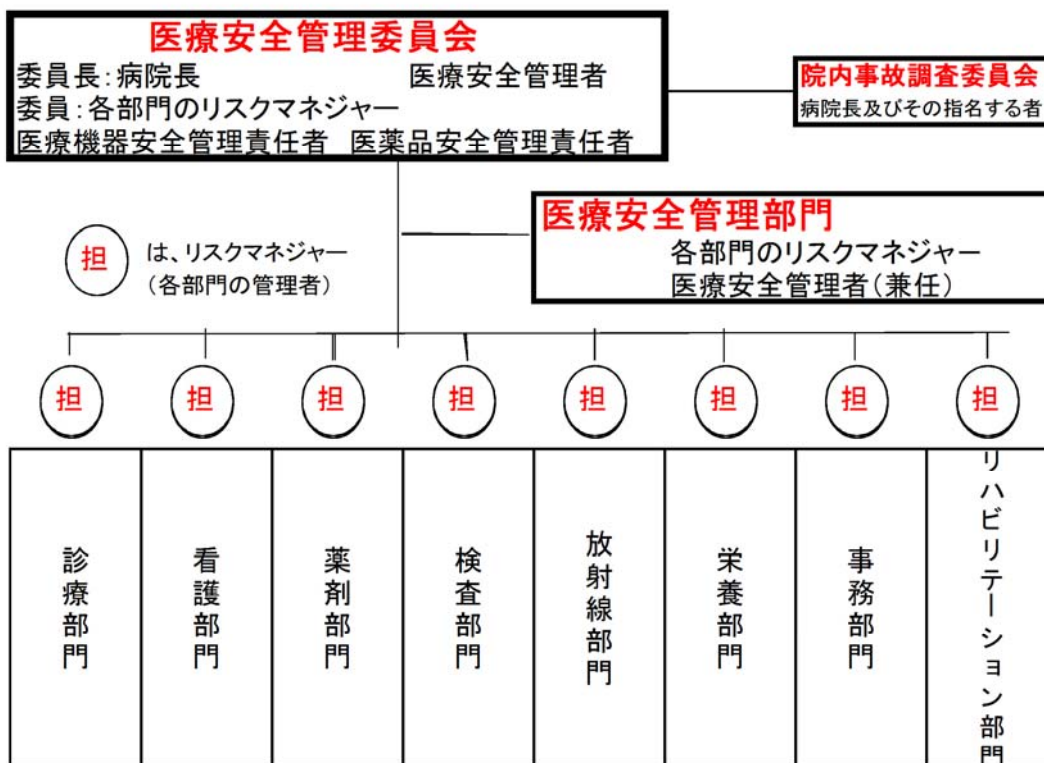 医療安全管理委員会
委員長:病院長 医療安全管理者
委員:各部門のリスクマネジャー
医療機器安全管理責任者 医薬品安全管理責任者
院内事故調査委員会
病院長及びその指名する者
医療安全管理部門
各部門のリスクマネジャー
医療安全管理者(兼任)
担 は、リスクマネジャー
(各部門の管理者)
担 担 担 担 担 担 担 担
診療部門
看護部門
薬剤部門
検査部門
放射線部門
栄養部門
事務部門
リハビリテーション部門